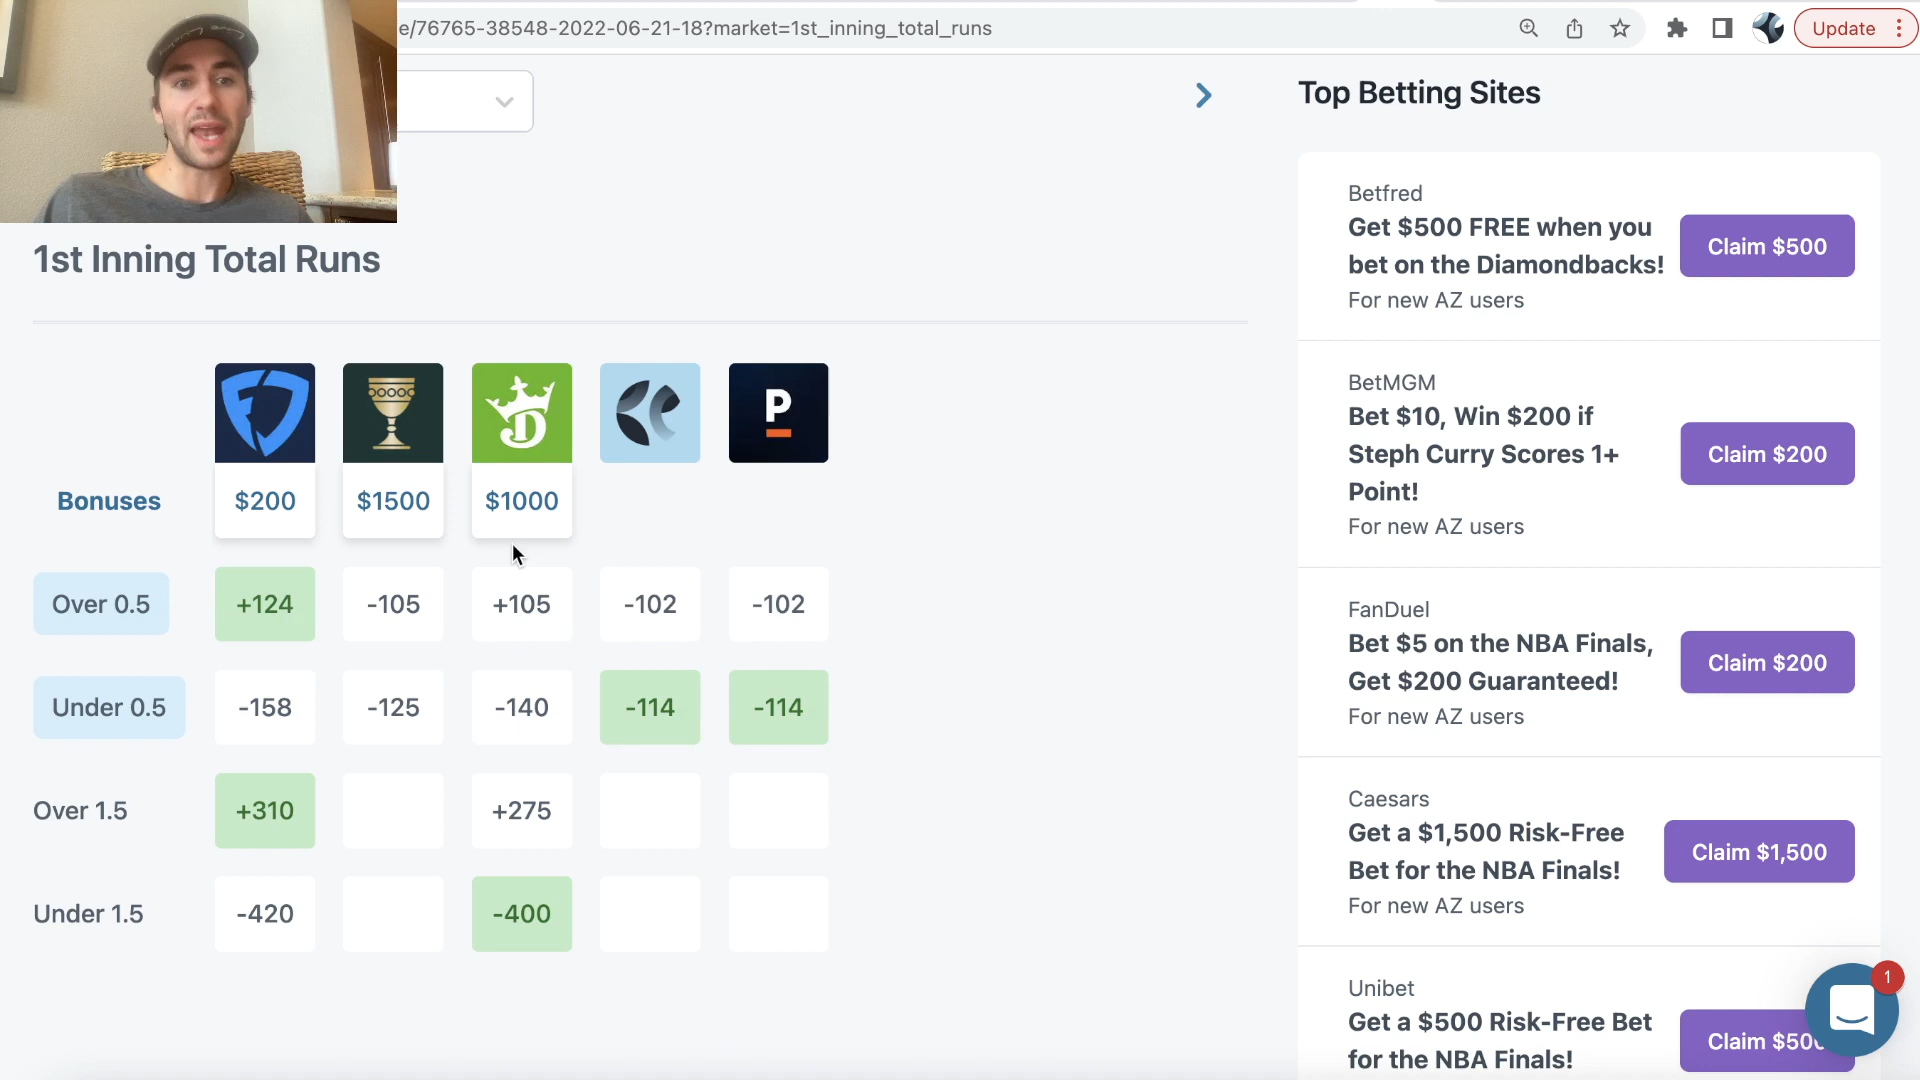 e/76765-38548-2022-06-21-18?market=1st_inning_total_runs
Update
1st Inning Total Runs
P
Bonuses
$200
$1500
$1000
Over 0.5
+124
-105
+105
-102
-102
Under 0.5
-158
-125
-140
-114
-114
Over 1.5
+310
+275
Under 1.5
-420
-400
Top Betting Sites
Betfred
Get $500 FREE when you
bet on the Diamondbacks!
For new AZ users
Claim $500
BetMGM
Bet $10, Win $200 if
Steph Curry Scores 1+
Point!
For new AZ users
Claim $200
FanDuel
Bet $5 on the NBA Finals,
Get $200 Guaranteed!
For new AZ users
Claim $200
Caesars
Get a $1,500 Risk-Free
Bet for the NBA Finals!
For new AZ users
Claim $1,500
Unibet
Get a $500 Risk-Free Bet
for the NBA Finals!
Claim $500
1